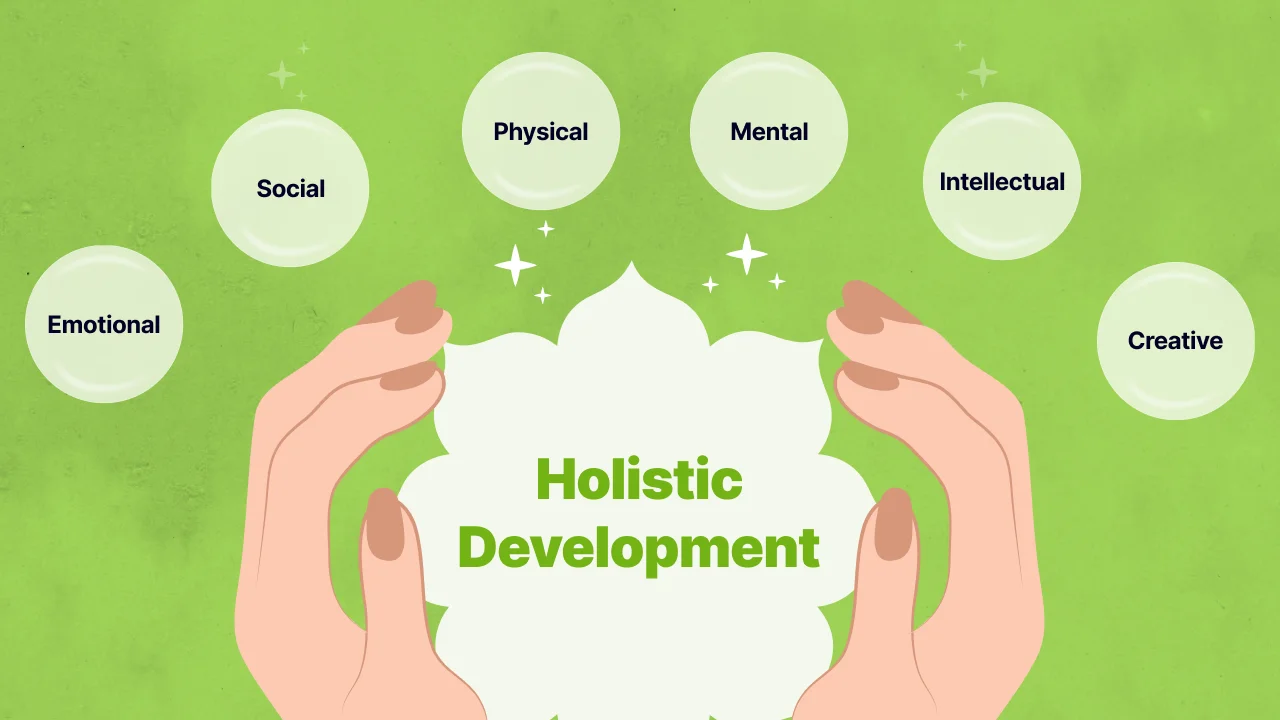 Emotional
Social
Physical
Mental
Intellectual
Creative
Holistic
Development